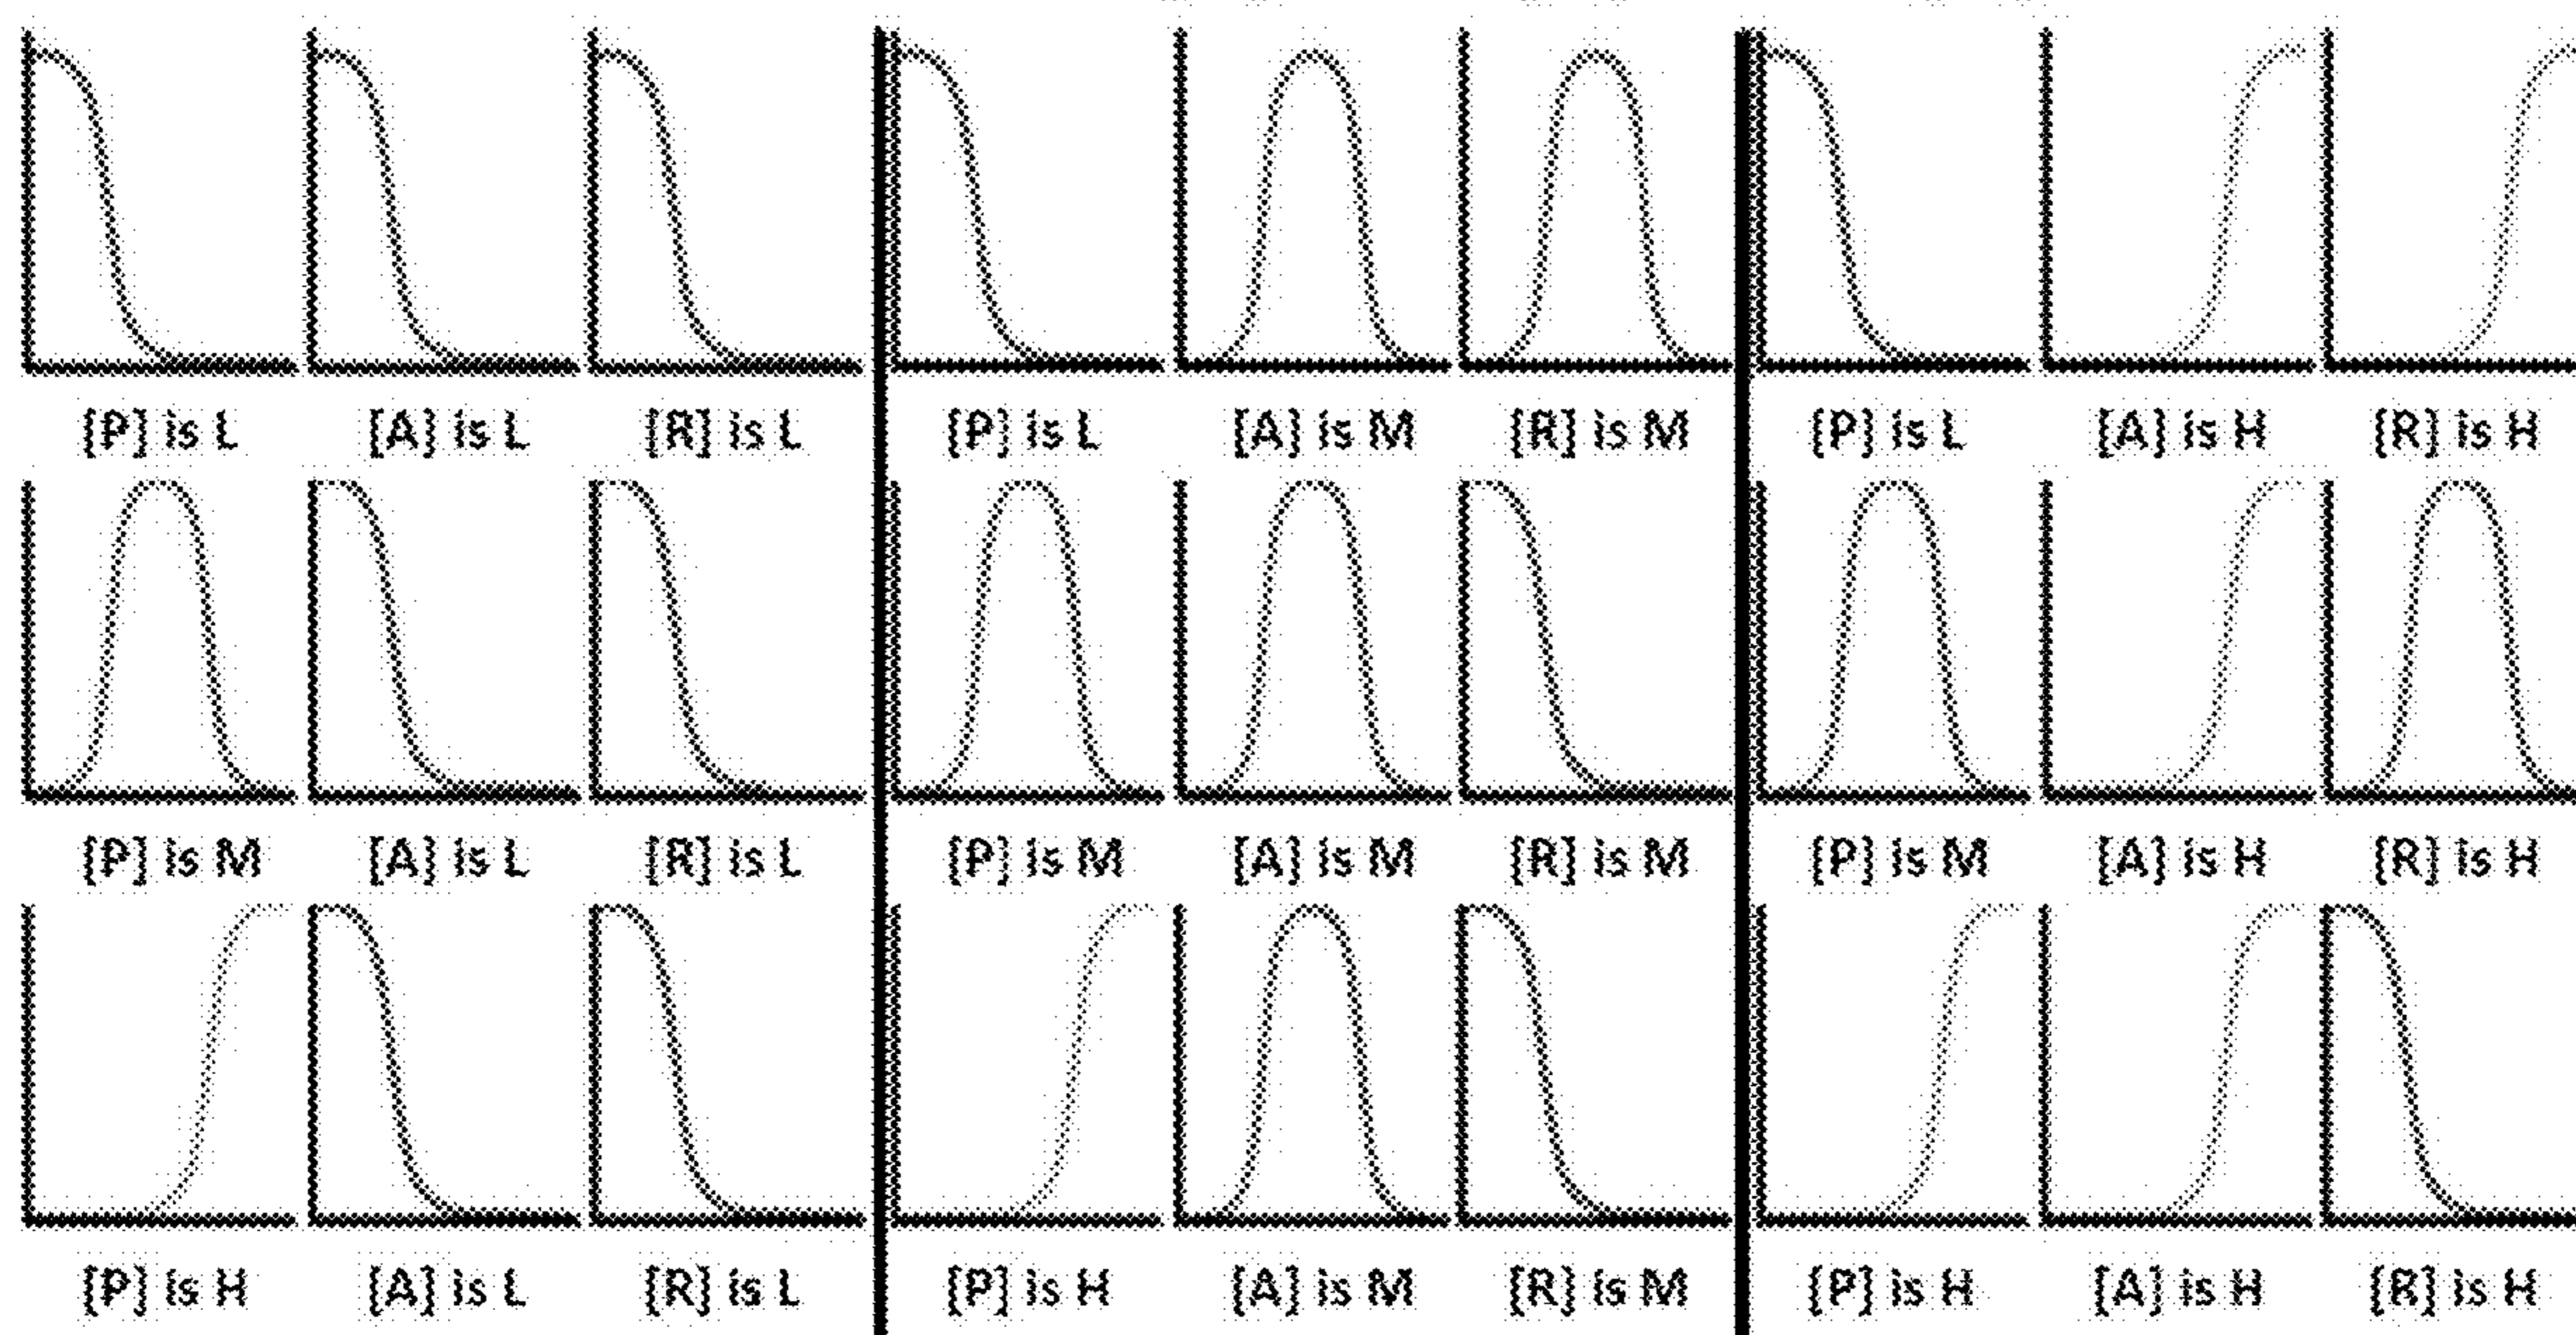 [P] is L [A] is L [R] is L [P] is L [A] is M [R] is M [P] is L [A] is H [R] is H
[P] is M [A] is L [R] is L [P] is M [A] is M [R] is M [P] is M [A] is H [R] is H
[P] is H [A] is L [R] is L [P] is H [A] is M [R] is M [P] is H [A] is H [R] is H